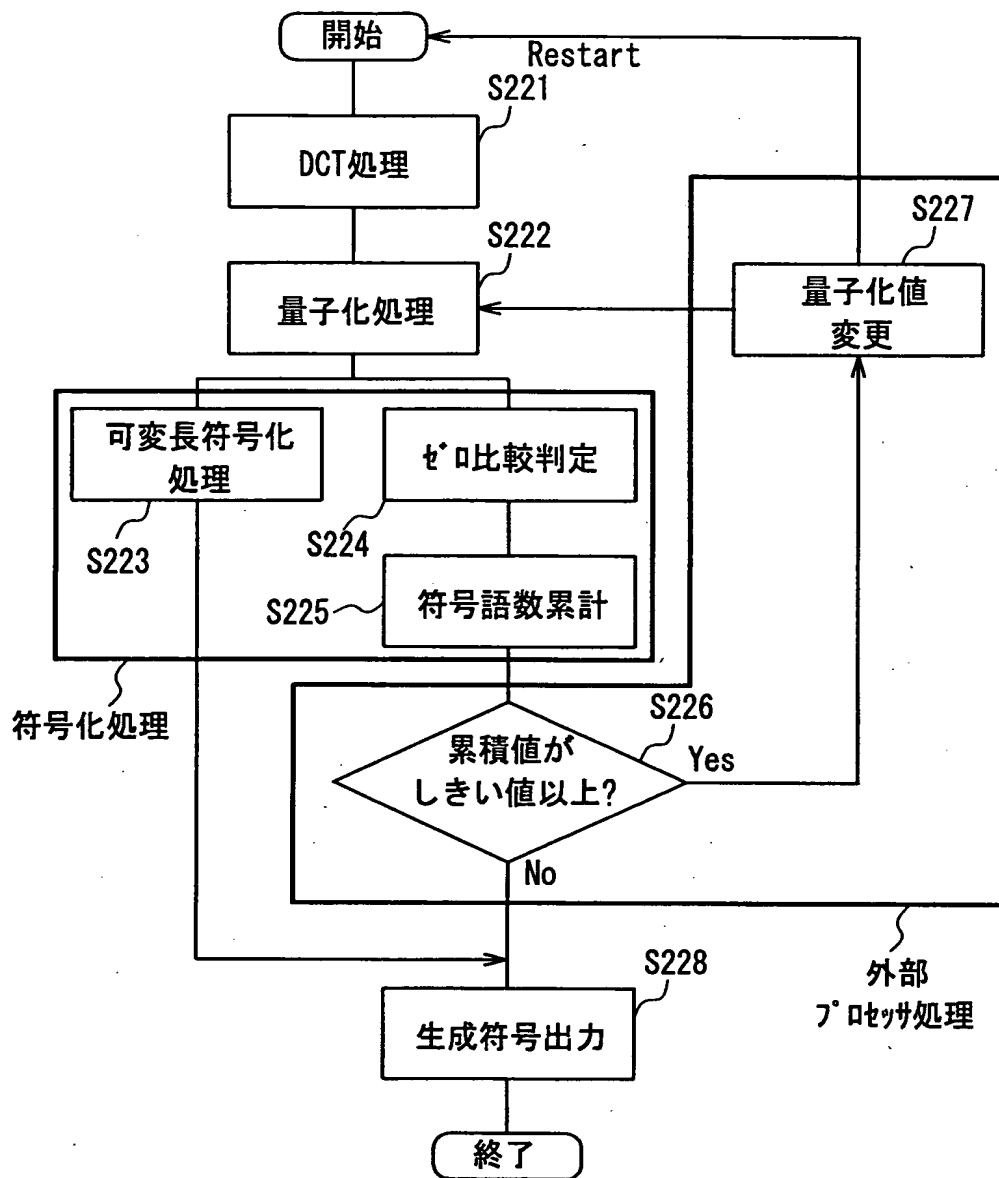 開始
Restart
S221
DCT処理
S222
量子化処理
S227
量子化値
変更
可変長符号化
処理
S223
ｾﾞﾛ比較判定
S224
S225
符号語数累計
符号化処理
S226
累積値が
しきい値以上?
Yes
No
外部
ﾌﾟﾛｾｯｻ処理
S228
生成符号出力
終了